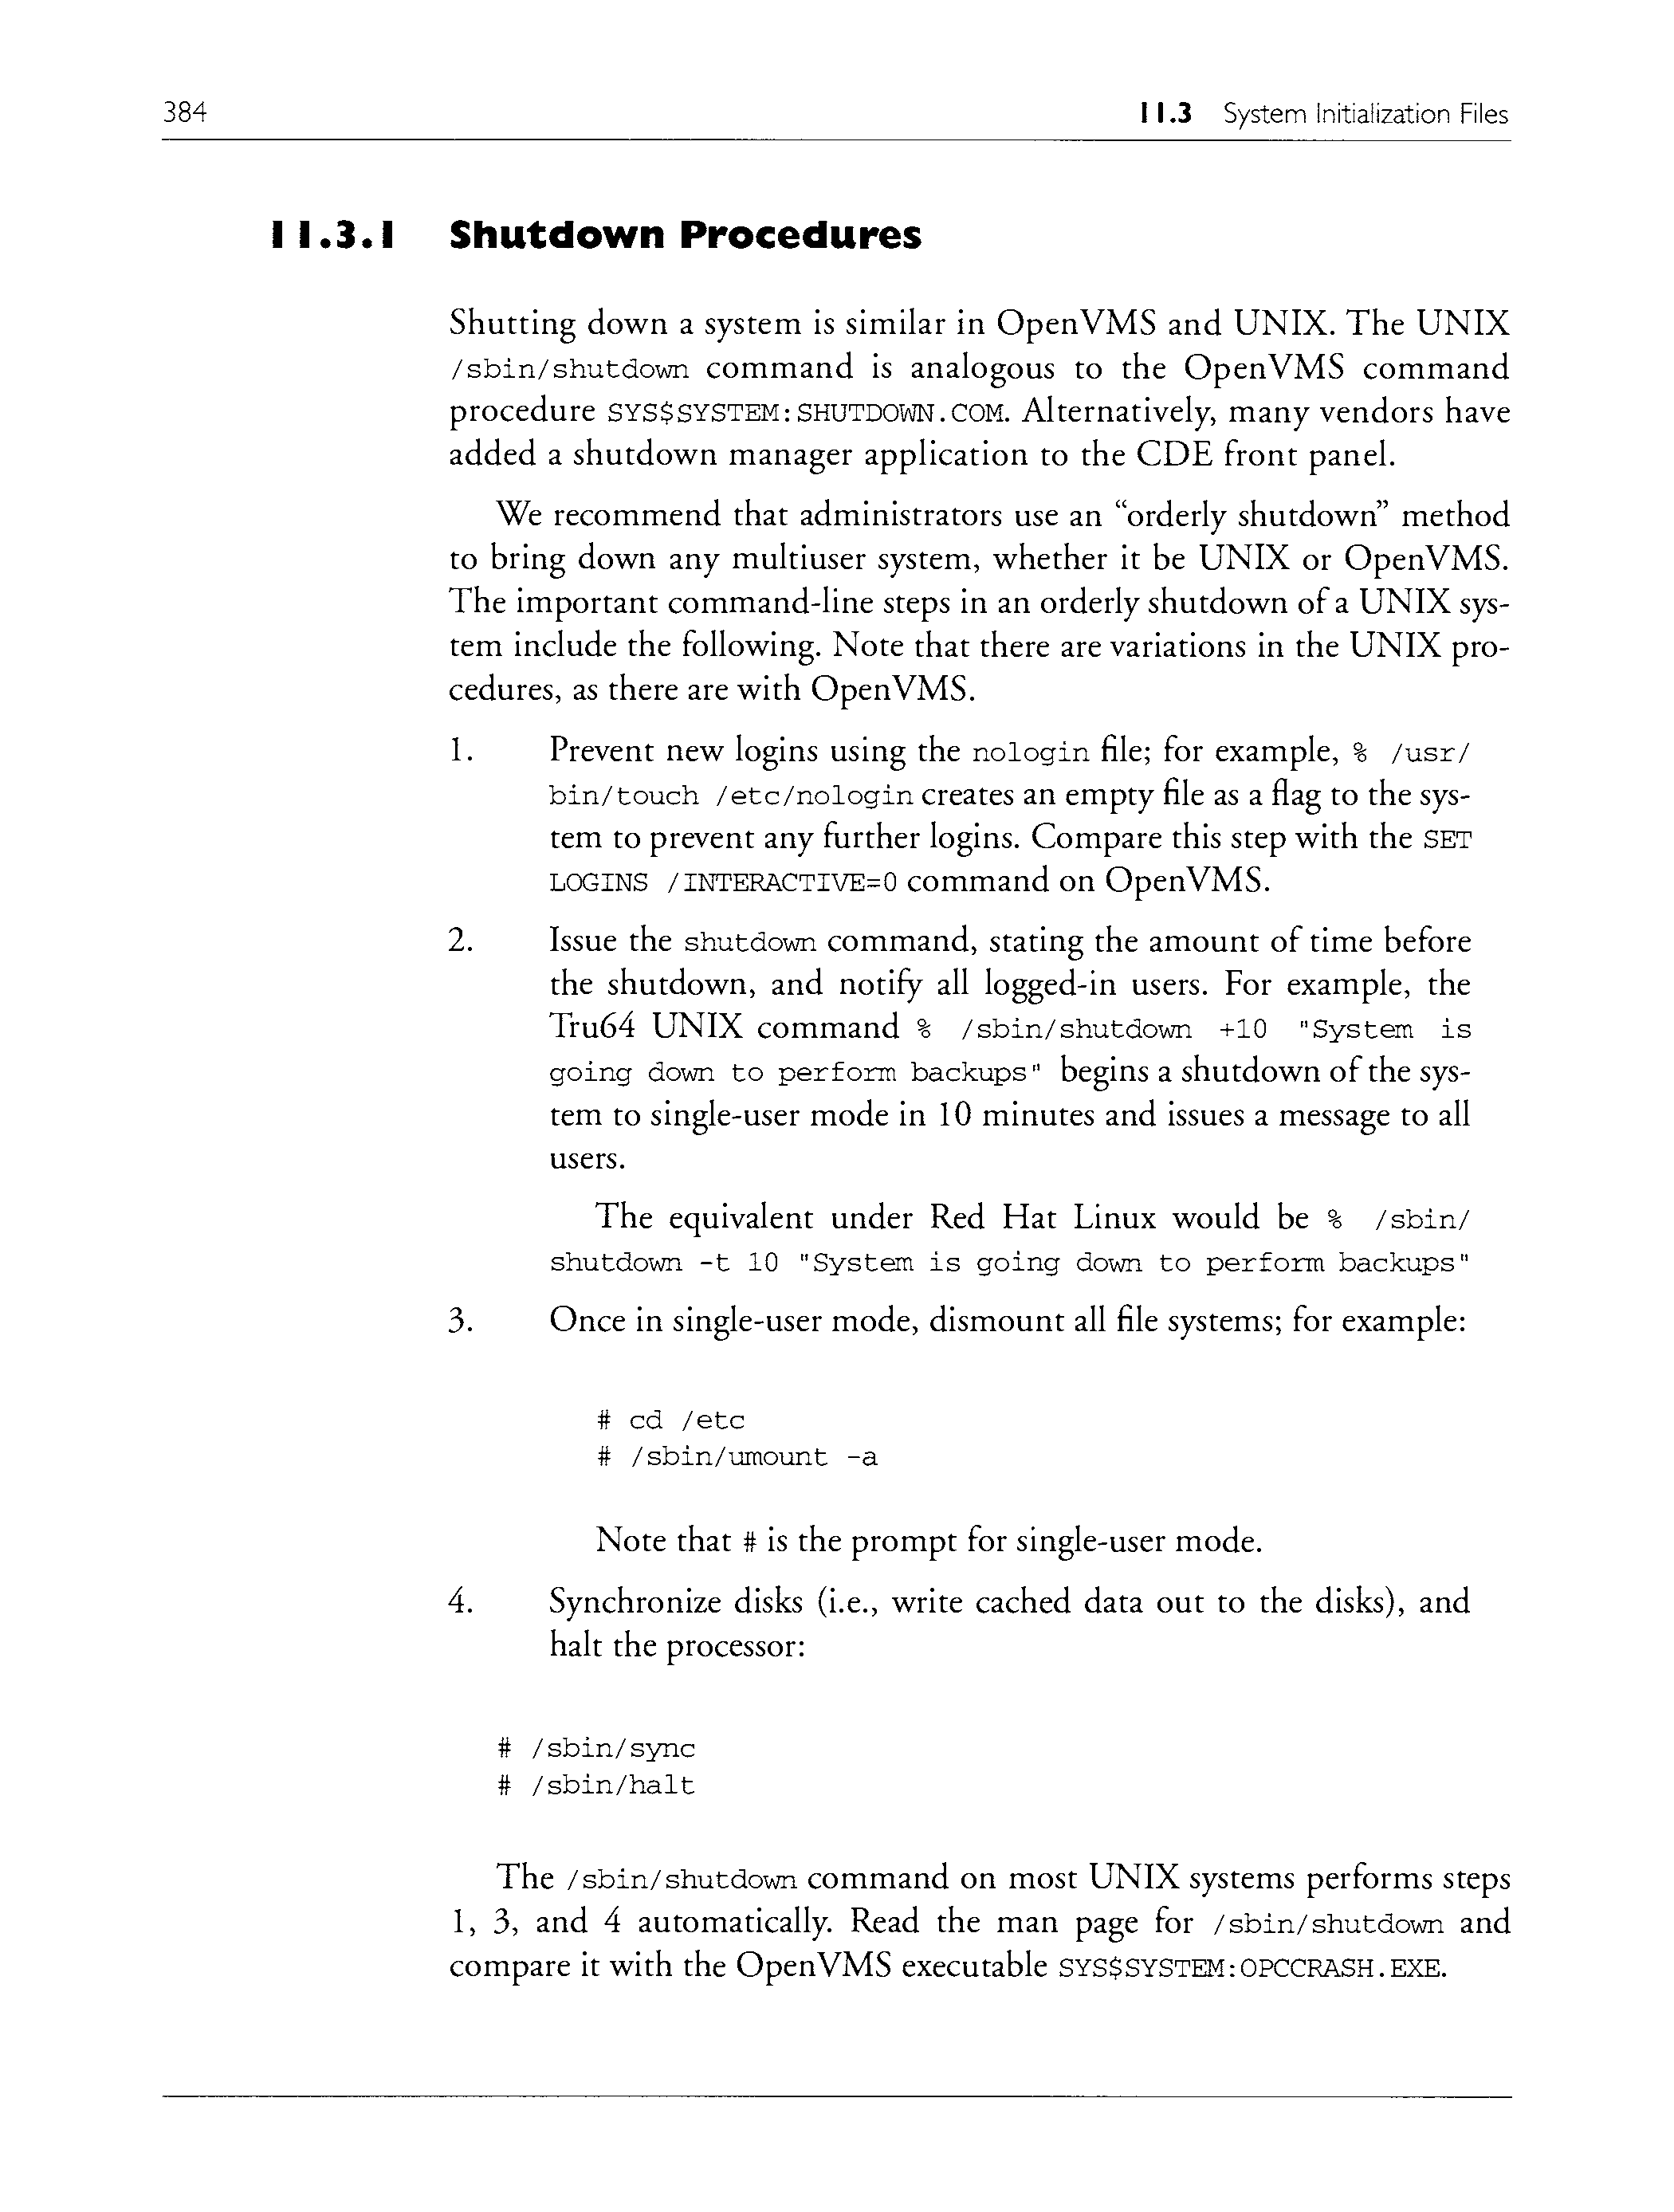 384
11.3 System Initialization Files
11.3.1 Shutdown Procedures
Shutting down a system is similar in OpenVMS and UNIX. The UNIX
/sbin/shutdown command is analogous to the OpenVMS command
procedure SYS$SYSTEM:SHUTDOWN.COM. Alternatively, many vendors have
added a shutdown manager application to the CDE front panel.
We recommend that administrators use an “orderly shutdown” method
to bring down any multiuser system, whether it be UNIX or OpenVMS.
The important command-line steps in an orderly shutdown of a UNIX sys-
tem include the following. Note that there are variations in the UNIX pro-
cedures, as there are with OpenVMS.
1. Prevent new logins using the nologin file; for example, % /usr/
bin/touch /etc/nologin creates an empty file as a flag to the sys-
tem to prevent any further logins. Compare this step with the SET
LOGINS /INTERACTIVE=0 command on OpenVMS.
2. Issue the shutdown command, stating the amount of time before
the shutdown, and notify all logged-in users. For example, the
Tru64 UNIX command % /sbin/shutdown +10 "System is
going down to perform backups" begins a shutdown of the sys-
tem to single-user mode in 10 minutes and issues a message to all
users.
The equivalent under Red Hat Linux would be % /sbin/
shutdown -t 10 "System is going down to perform backups"
3. Once in single-user mode, dismount all file systems; for example:
# cd /etc
# /sbin/umount -a
Note that # is the prompt for single-user mode.
4. Synchronize disks (i.e., write cached data out to the disks), and
halt the processor:
# /sbin/sync
# /sbin/halt
The /sbin/shutdown command on most UNIX systems performs steps
1, 3, and 4 automatically. Read the man page for /sbin/shutdown and
compare it with the OpenVMS executable SYS$SYSTEM:OPCCRASH.EXE.